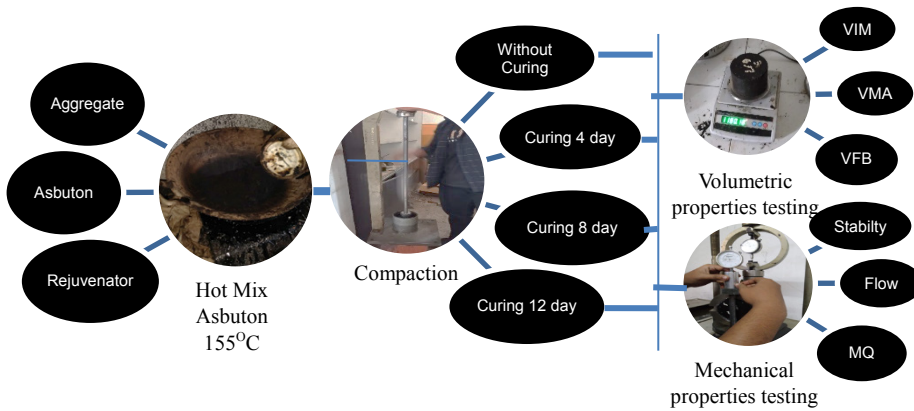 Aggregate
Asbuton
Rejuvenator
Hot Mix
Asbuton
155OC
Compaction
Without
Curing
Curing 4 day
Curing 8 day
Curing 12 day
Volumetric
properties testing
VIM
VMA
VFB
Mechanical
properties testing
Stabilty
Flow
MQ